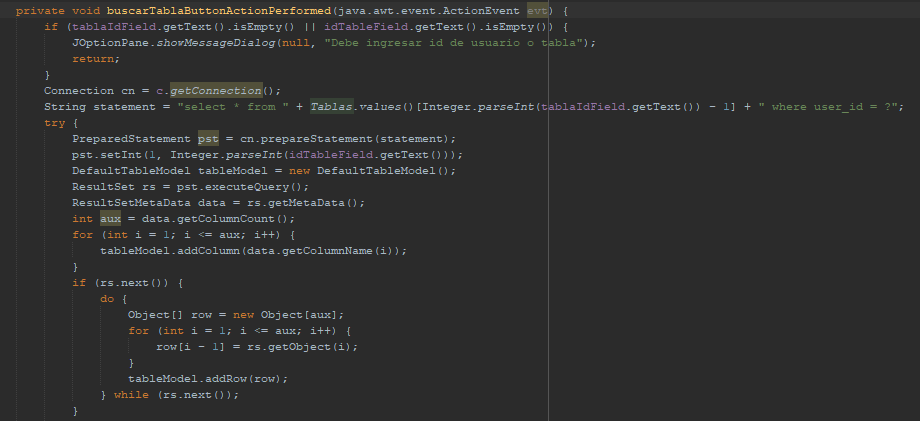 private void buscarTablaButtonActionPerformed(java.awt.event.ActionEvent evt) {
if (tablaIdField.getText().isEmpty() || idTableField.getText().isEmpty()) {
JOptionPane.showMessageDialog(null, "Debe ingresar id de usuario o tabla");
return;
}
Connection cn = c.getConnection();
String statement = "select * from " + Tablas.values()[Integer.parseInt(tablaIdField.getText()) - 1] + " where user_id = ?";
try {
PreparedStatement pst = cn.prepareStatement(statement);
pst.setInt(1, Integer.parseInt(idTableField.getText()));
DefaultTableModel tableModel = new DefaultTableModel();
ResultSet rs = pst.executeQuery();
ResultSetMetaData data = rs.getMetaData();
int aux = data.getColumnCount();
for (int i = 1; i <= aux; i++) {
tableModel.addColumn(data.getColumnName(i));
}
if (rs.next()) {
do {
Object[] row = new Object[aux];
for (int i = 1; i <= aux; i++) {
row[i - 1] = rs.getObject(i);
}
tableModel.addRow(row);
} while (rs.next());
}